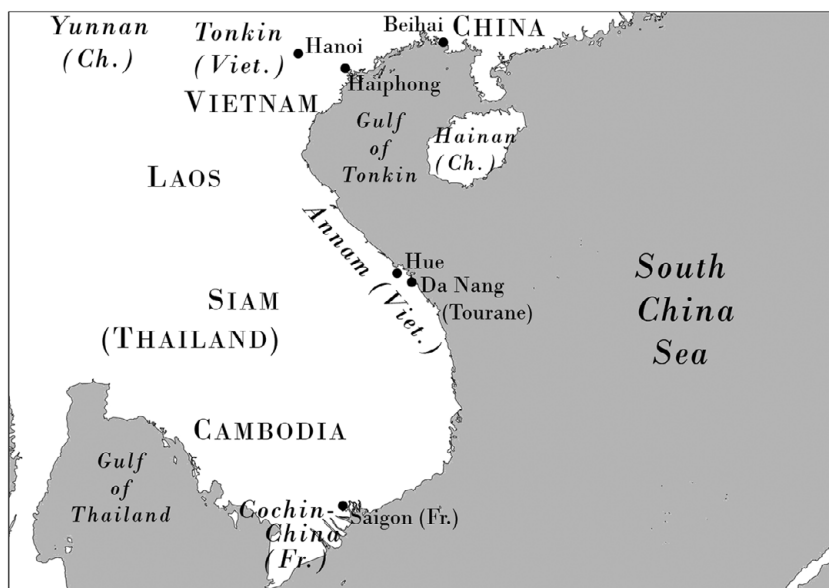 Yunnan
(Ch.)
Tonkin
(Viet.)
Hanoi
Beihai
CHINA
Haiphong
VIETNAM
Gulf
of
Tonkin
Hainan
(Ch.)
LAOS
Annam (Viet.)
Hue
Da Nang
(Tourane)
South
China
Sea
SIAM
(THAILAND)
CAMBODIA
Gulf
of
Thailand
Cochin-
China
(Fr.)
Saigon (Fr.)